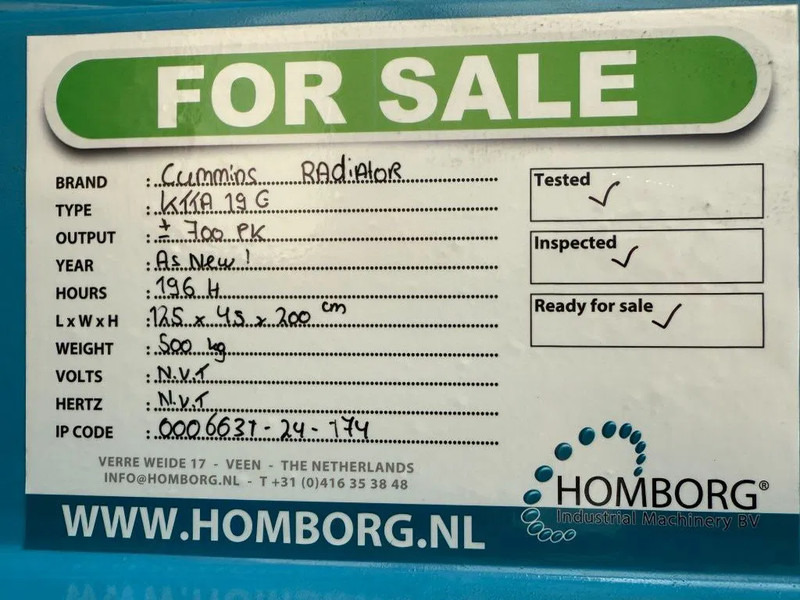 FOR SALE
BRAND : Cummins RAdiAtoR
TYPE : KTTA 19 G
OUTPUT : ± 700 PK
YEAR : As New!
HOURS : 196 H
L x W x H : 125 x 45 x 200 cm
WEIGHT : 500 kg
VOLTS : N.v.T
HERTZ : N.v.T
IP CODE : 0006631-24-174
Tested ✓
Inspected ✓
Ready for sale ✓
VERRE WEIDE 17 - VEEN - THE NETHERLANDS
INFO@HOMBORG.NL - T +31 (0)416 35 38 48
WWW.HOMBORG.NL
HOMBORG®
Industrial Machinery BV